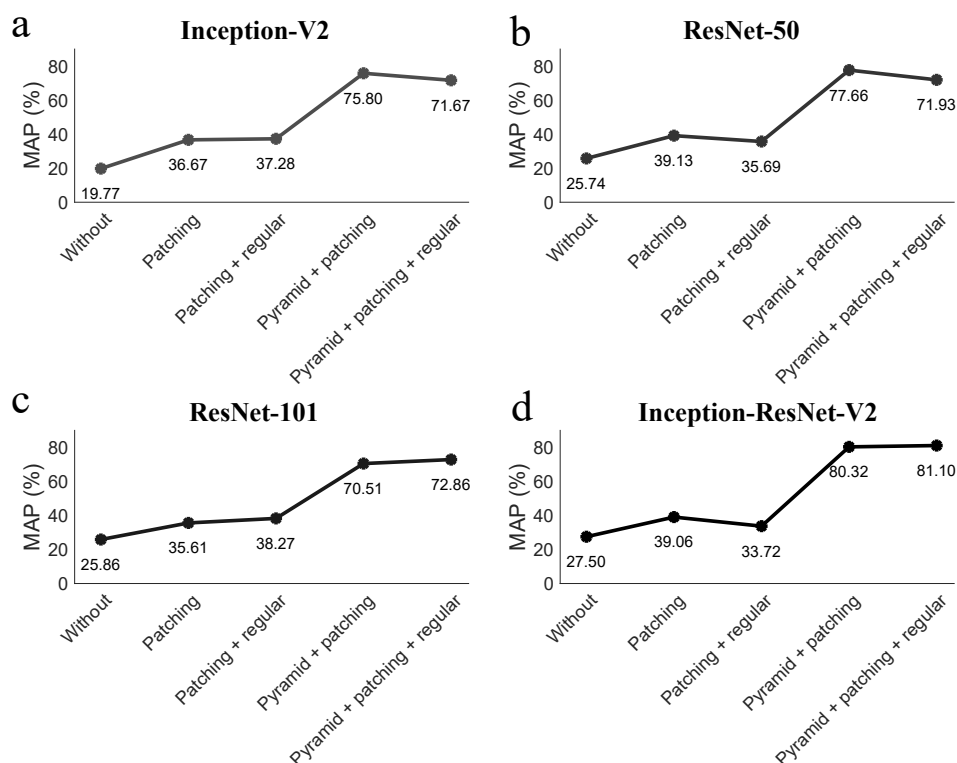 a
Inception-V2
MAP (%)
80
60
40
20
0
19.77
36.67
37.28
75.80
71.67
Without
Patching
Patching + regular
Pyramid + patching
Pyramid + patching + regular
b
ResNet-50
MAP (%)
80
60
40
20
0
25.74
39.13
35.69
77.66
71.93
Without
Patching
Patching + regular
Pyramid + patching
Pyramid + patching + regular
c
ResNet-101
MAP (%)
80
60
40
20
0
25.86
35.61
38.27
70.51
72.86
Without
Patching
Patching + regular
Pyramid + patching
Pyramid + patching + regular
d
Inception-ResNet-V2
MAP (%)
80
60
40
20
0
27.50
39.06
33.72
80.32
81.10
Without
Patching
Patching + regular
Pyramid + patching
Pyramid + patching + regular